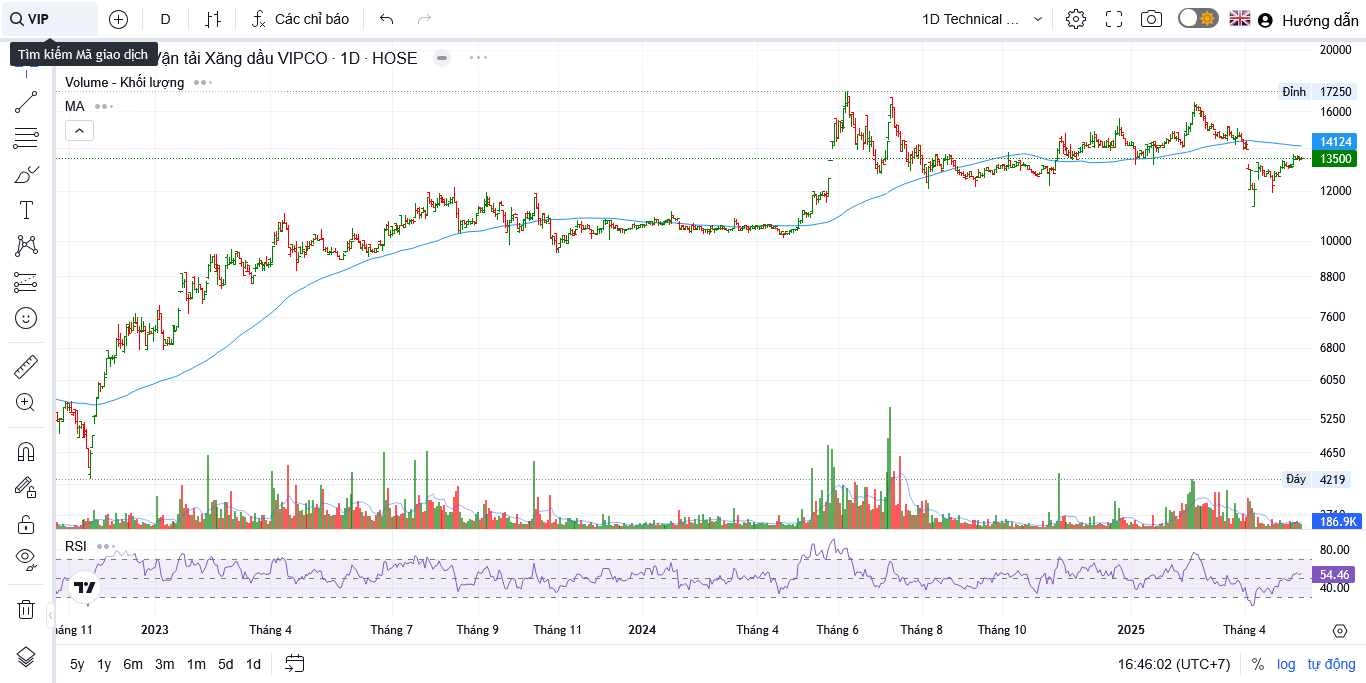 VIP
D
Các chỉ báo
1D Technical ...
Hướng dẫn
Tìm kiếm Mã giao dịch
Vận tải Xăng dầu VIPCO · 1D · HOSE
Volume - Khối lượng
MA
20000
Đỉnh 17250
16000
14124
13500
12000
10000
8800
7600
6800
6050
5250
4650
Đáy 4219
186.9K
RSI
80.00
54.46
40.00
háng 11 2023 Tháng 4 Tháng 7 Tháng 9 Tháng 11 2024 Tháng 4 Tháng 6 Tháng 8 Tháng 10 2025 Tháng 4
5y 1y 6m 3m 1m 5d 1d
16:46:02 (UTC+7) % log tự động